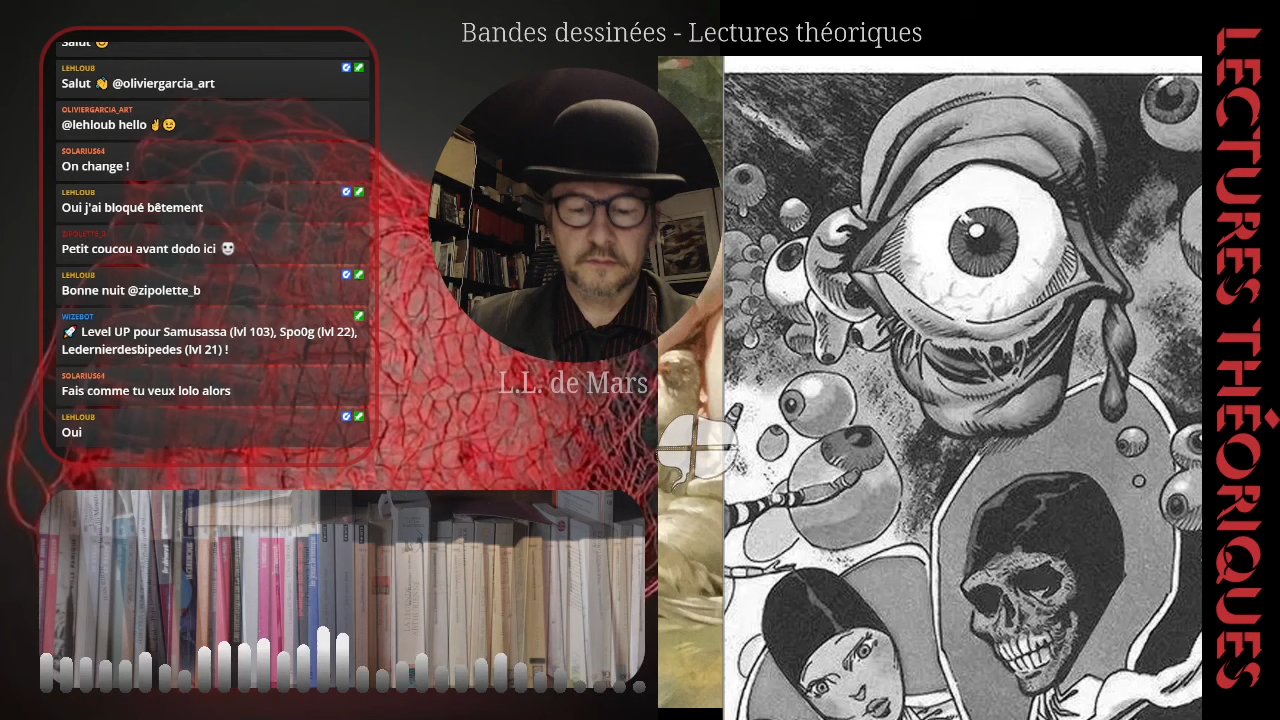 Bandes dessinées - Lectures théoriques
Salut
LEHLOUB
Salut 👋 @oliviergarcia_art
OLIVIERGARCIA_ART
@lehloub hello ✌😉
SOLARIUS64
On change !
LEHLOUB
Oui j'ai bloqué bêtement
ZIPOLETTE_B
Petit coucou avant dodo ici 💀
LEHLOUB
Bonne nuit @zipolette_b
WIZEBOT
🚀 Level UP pour Samusassa (lvl 103), Spo0g (lvl 22),
Ledernierdesbipedes (lvl 21) !
SOLARIUS64
Fais comme tu veux lolo alors
LEHLOUB
Oui
L.L. de Mars
LECTURES THÉORIQUES